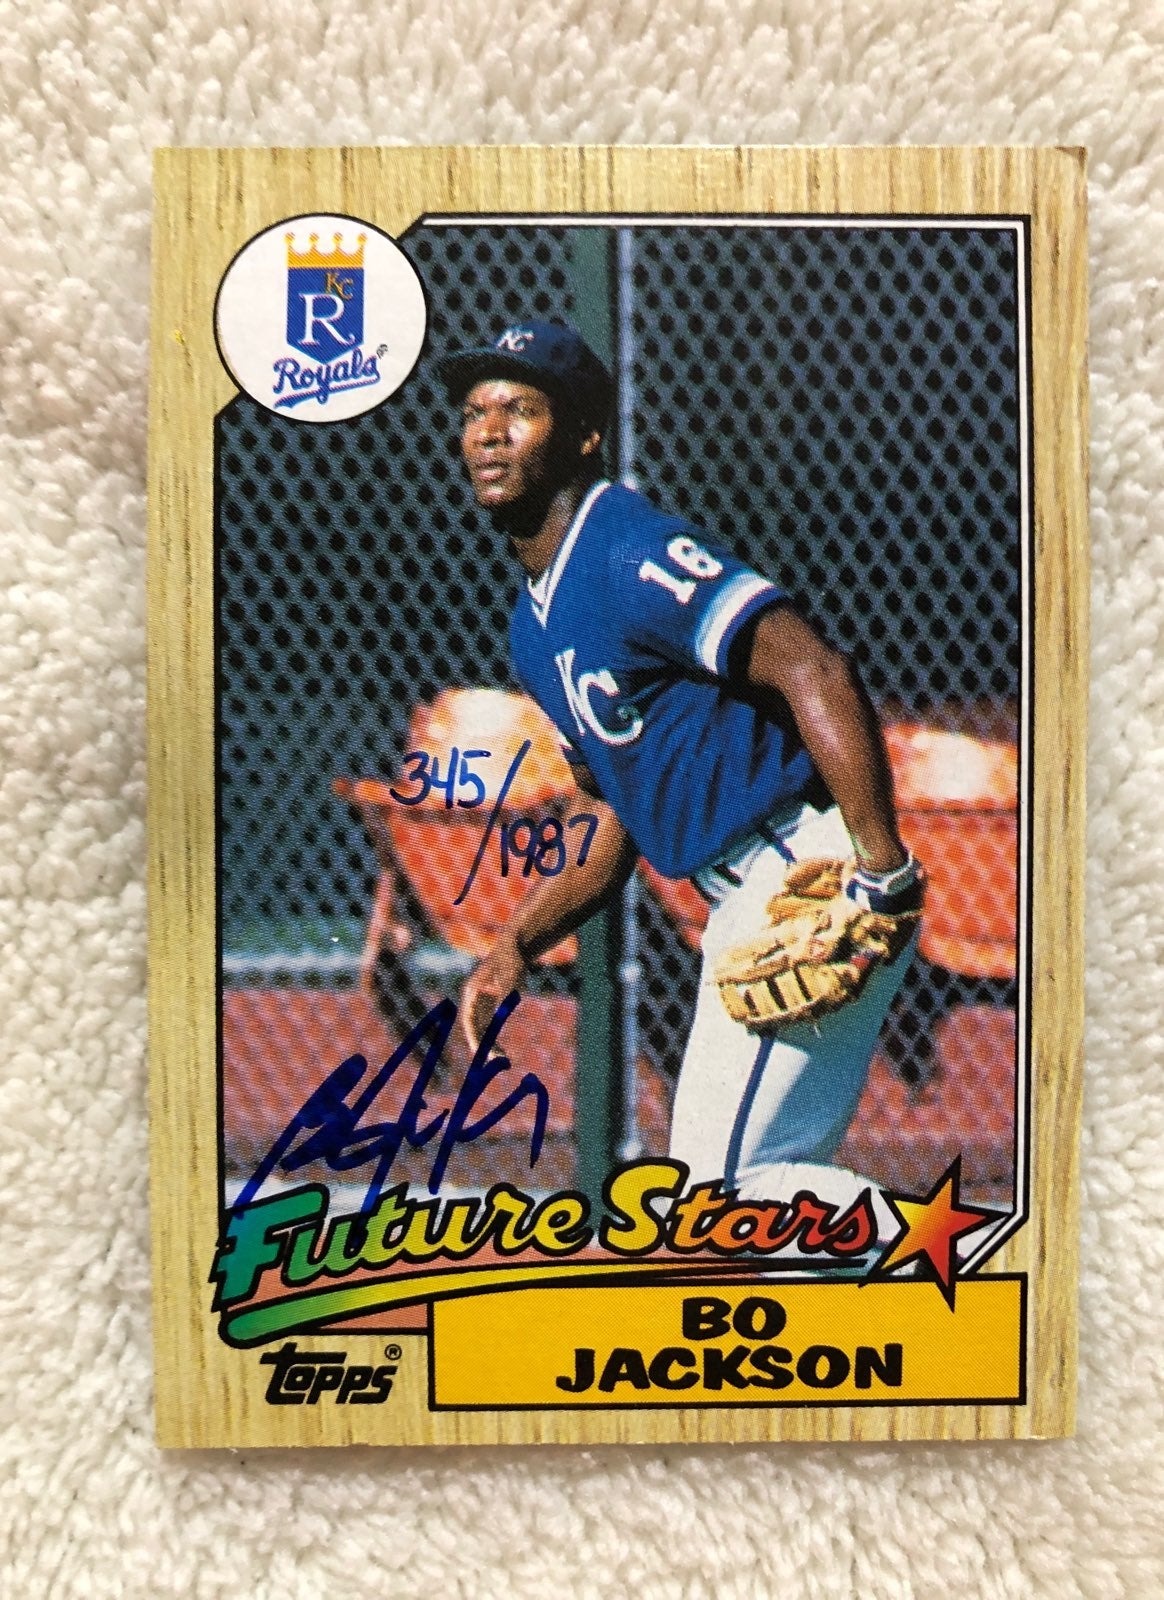 KC
R
Royals®
KC
18
KC
345/
1987
Future Stars
topps®
BO
JACKSON